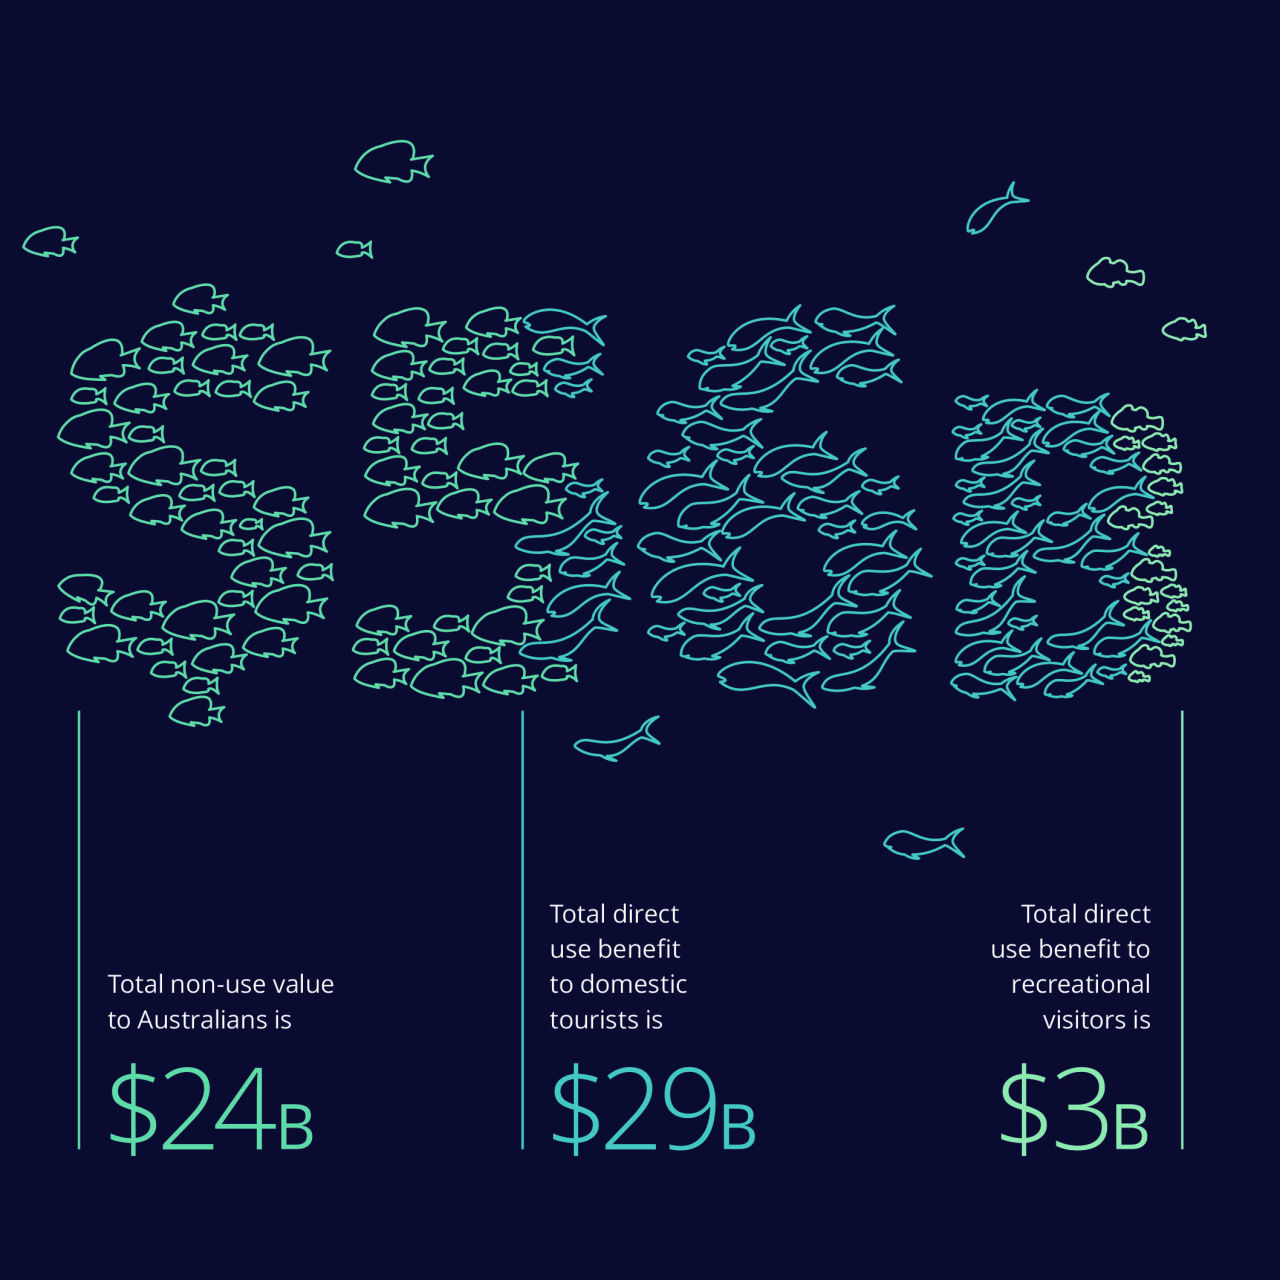 $56B
Total non-use value
to Australians is
$24B
Total direct
use benefit
to domestic
tourists is
$29B
Total direct
use benefit to
recreational
visitors is
$3B